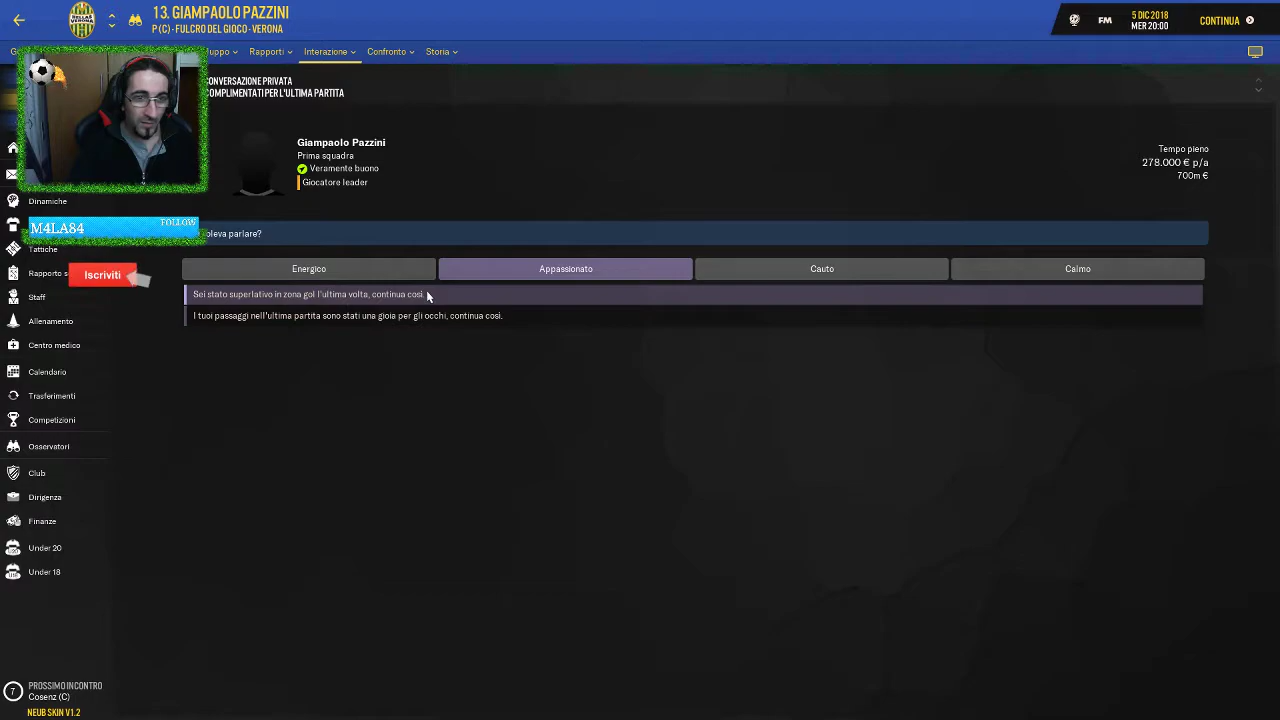 13. GIAMPAOLO PAZZINI
P (C) - FULCRO DEL GIOCO - VERONA
FM
5 DIC 2018
MER 20:00
CONTINUA
Rapporti
Interazione
Confronto
Storia
CONVERSAZIONE PRIVATA
COMPLIMENTATI PER L'ULTIMA PARTITA
Giampaolo Pazzini
Prima squadra
Veramente buono
Giocatore leader
Tempo pieno
278.000 € p/a
700m €
Dinamiche
M4LA84
FOLLOW
parlare?
Tattiche
Rapporto
Iscriviti
Energico
Appassionato
Cauto
Calmo
Sei stato superlativo in zona gol l'ultima volta, continua così.
I tuoi passaggi nell'ultima partita sono stati una gioia per gli occhi, continua così.
Staff
Allenamento
Centro medico
Calendario
Trasferimenti
Competizioni
Osservatori
Club
Dirigenza
Finanze
Under 20
Under 18
7
PROSSIMO INCONTRO
Cosenz (C)
NEUB SKIN V1.2